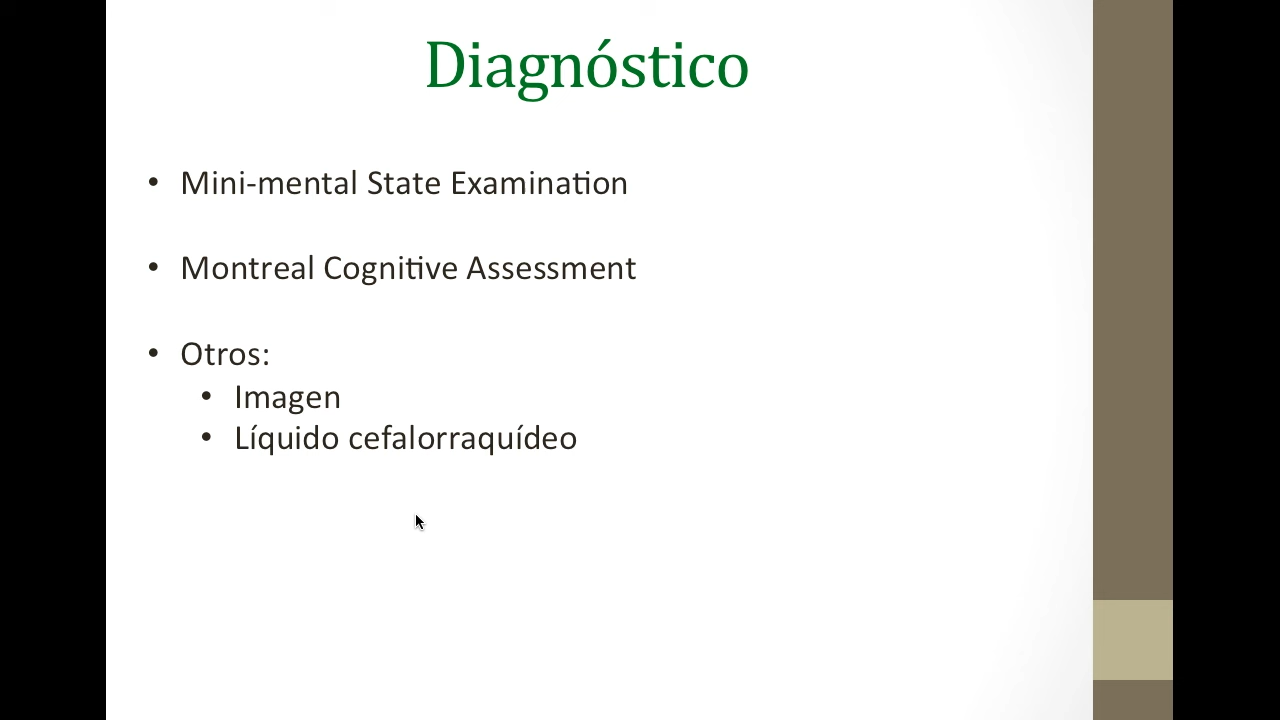 Diagnóstico
• Mini-mental State Examination
• Montreal Cognitive Assessment
• Otros:
• Imagen
• Líquido cefalorraquídeo